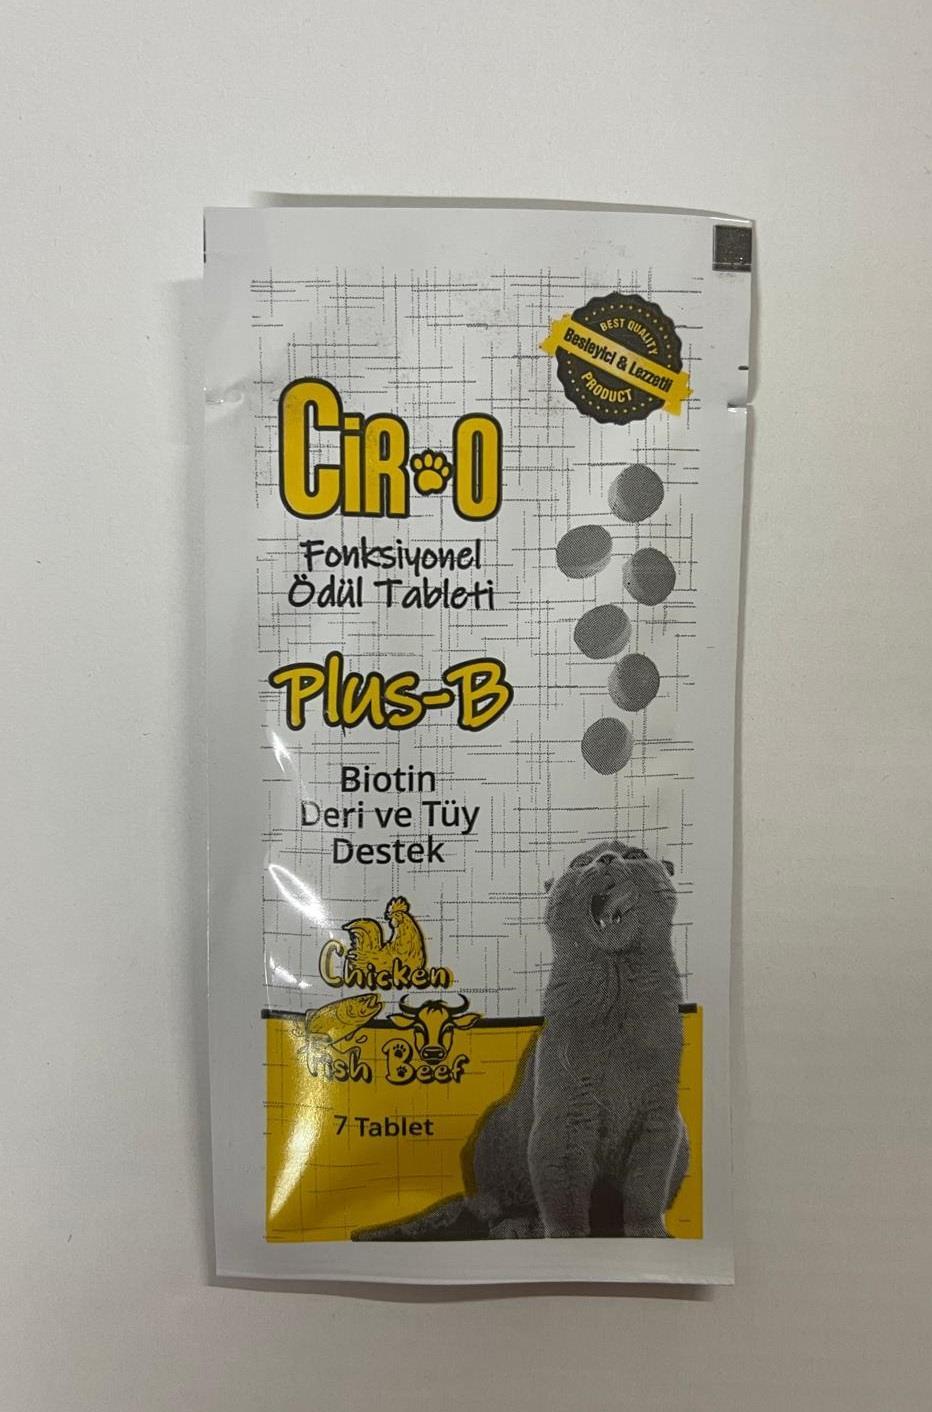 BEST QUALITY
Besleyici & Lezzetli
PRODUCT
CiR O
Fonksiyonel
Ödül Tableti
Plus-B
Biotin
Deri ve Tüy
Destek
Chicken
Fish Beef
7 Tablet